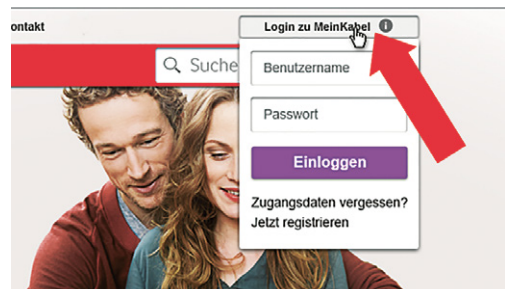 ontakt
Login zu MeinKabel
Suche
Benutzername
Passwort
Einloggen
Zugangsdaten vergessen?
Jetzt registrieren